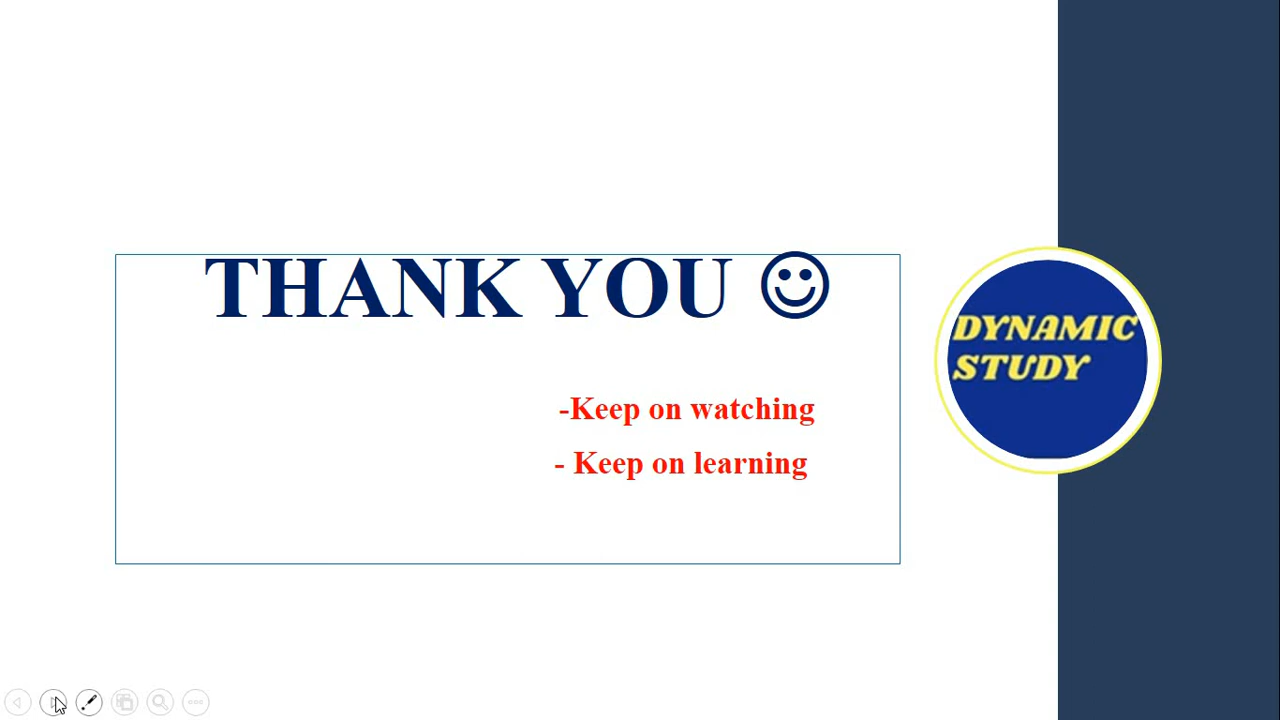 THANK YOU ☺
-Keep on watching
- Keep on learning
DYNAMIC
STUDY